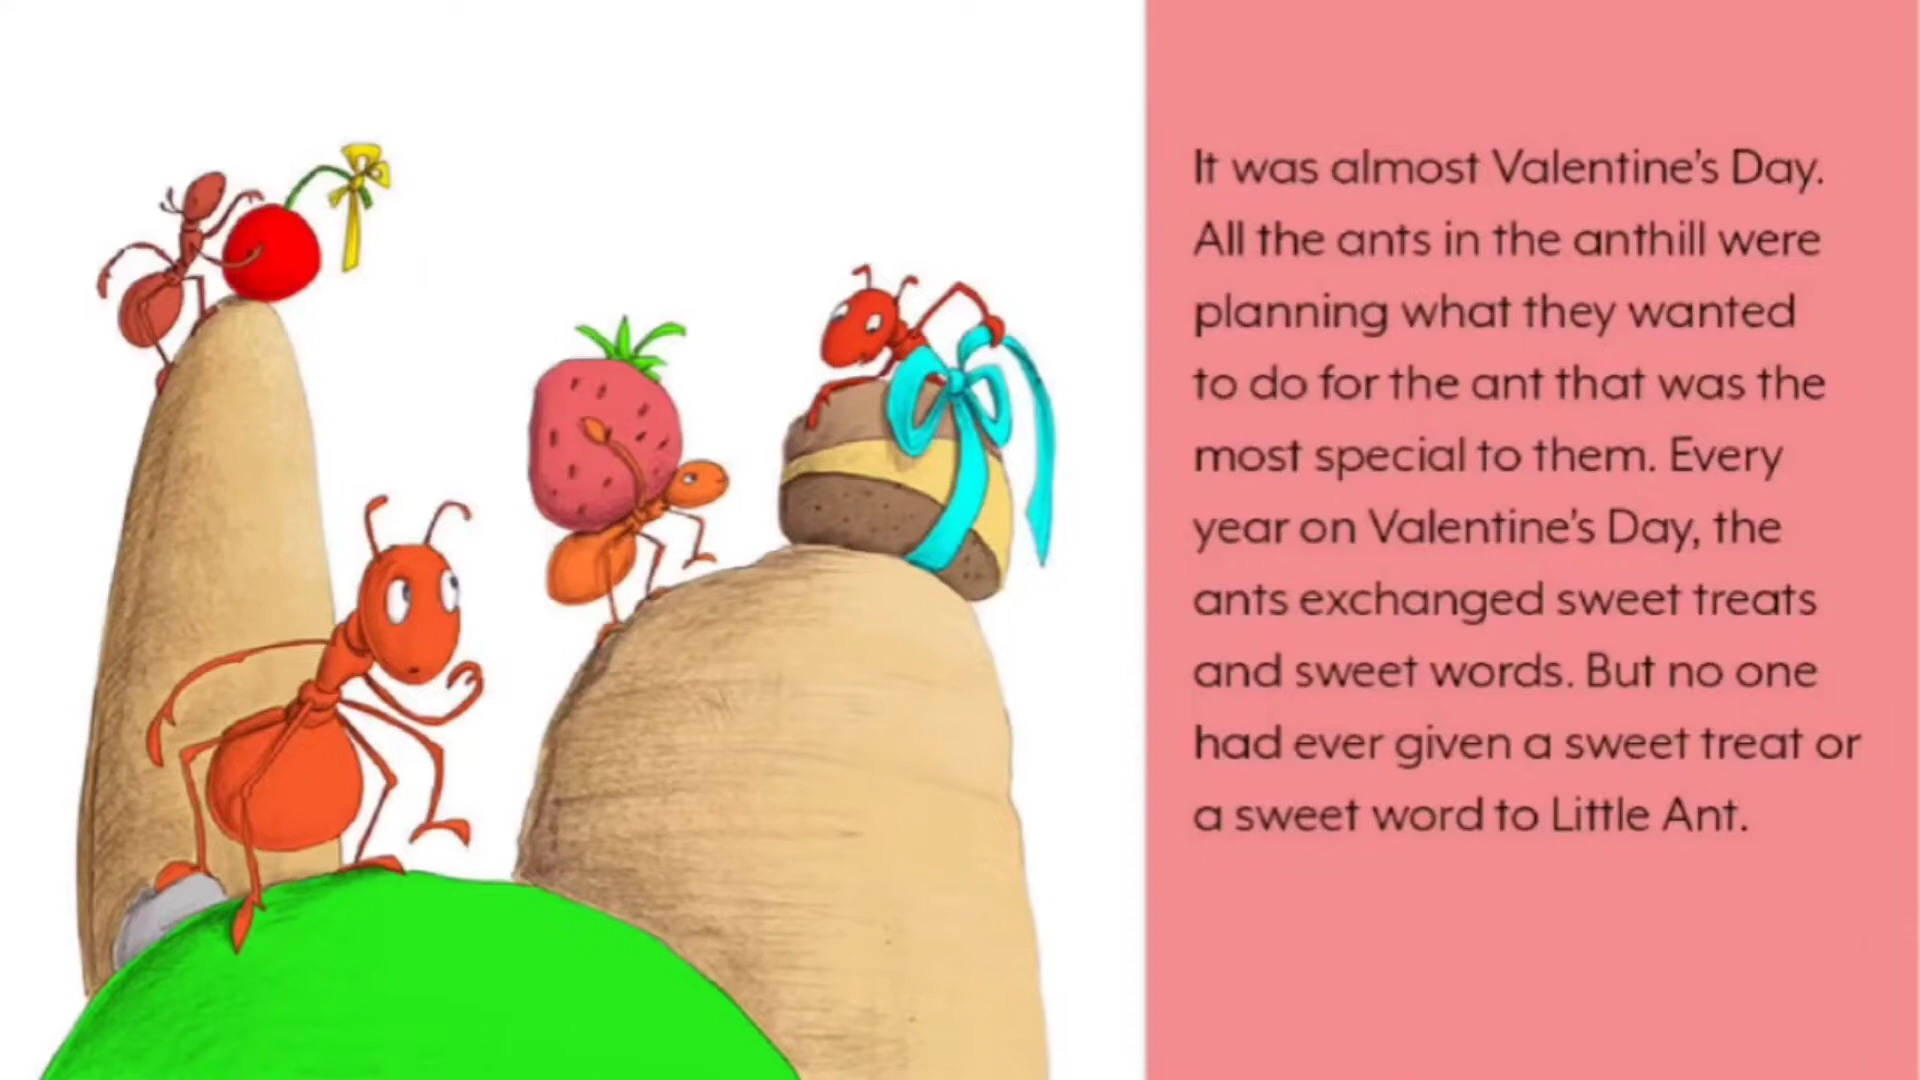 It was almost Valentine's Day.
All the ants in the anthill were
planning what they wanted
to do for the ant that was the
most special to them. Every
year on Valentine's Day, the
ants exchanged sweet treats
and sweet words. But no one
had ever given a sweet treat or
a sweet word to Little Ant.